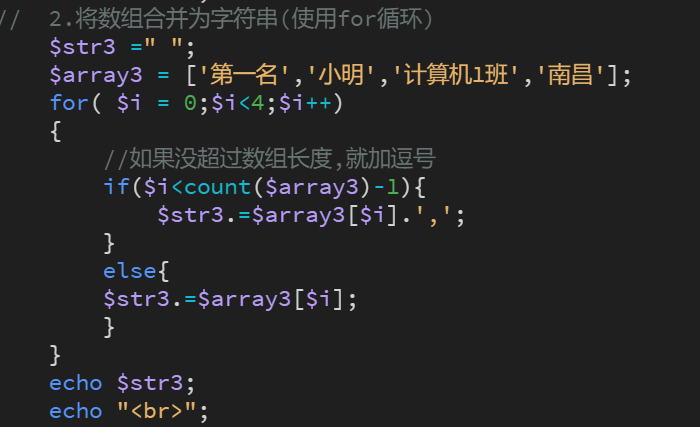 // 2.将数组合并为字符串(使用for循环)
$str3 =" ";
$array3 = ['第一名','小明','计算机1班','南昌'];
for( $i = 0;$i<4;$i++)
{
//如果没超过数组长度,就加逗号
if($i<count($array3)-1){
$str3.=$array3[$i].',';
}
else{
$str3.=$array3[$i];
}
}
echo $str3;
echo "<br>";